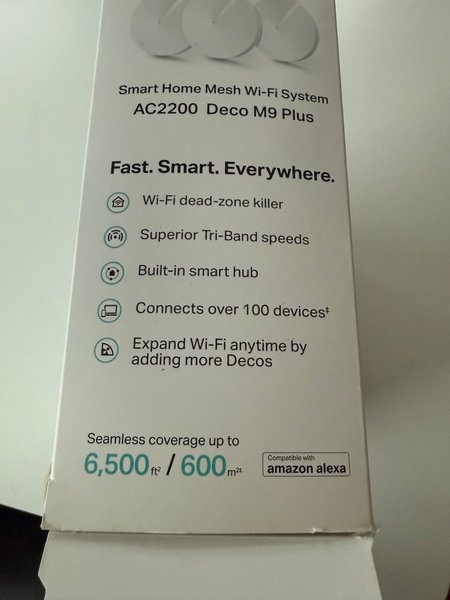 Smart Home Mesh Wi-Fi System
AC2200 Deco M9 Plus
Fast. Smart. Everywhere.
Wi-Fi dead-zone killer
Superior Tri-Band speeds
Built-in smart hub
Connects over 100 devices‡
Expand Wi-Fi anytime by
adding more Decos
Seamless coverage up to
6,500 ft² / 600 m²‡
Compatible with
amazon alexa